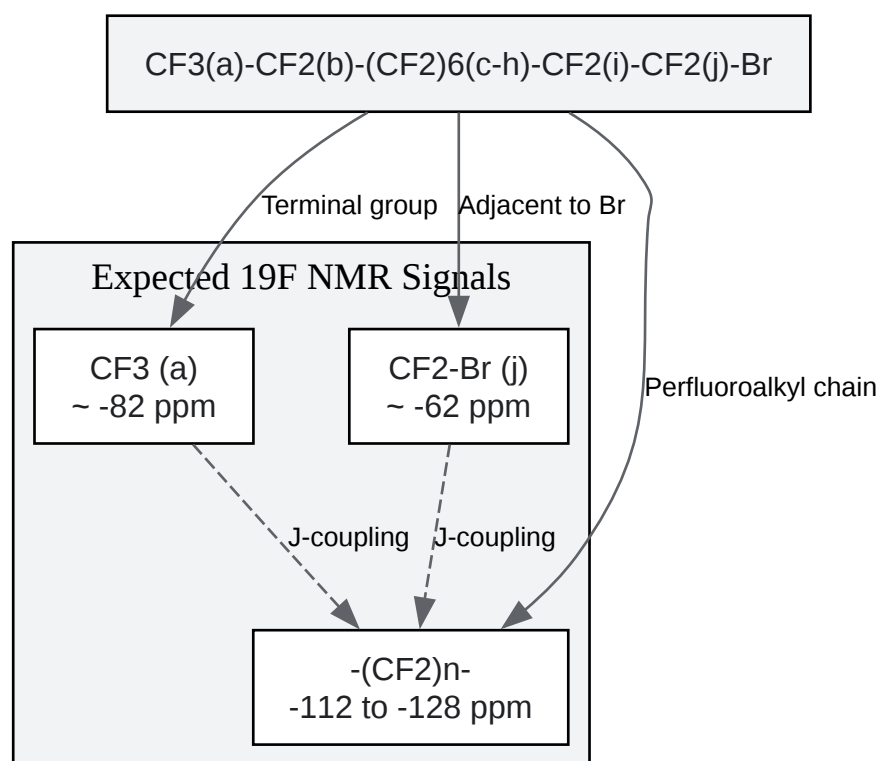 CF3(a)-CF2(b)-(CF2)6(c-h)-CF2(i)-CF2(j)-Br
Terminal group
Adjacent to Br
Expected 19F NMR Signals
CF3 (a)
~ -82 ppm
CF2-Br (j)
~ -62 ppm
Perfluoroalkyl chain
J-coupling
J-coupling
-(CF2)n-
-112 to -128 ppm